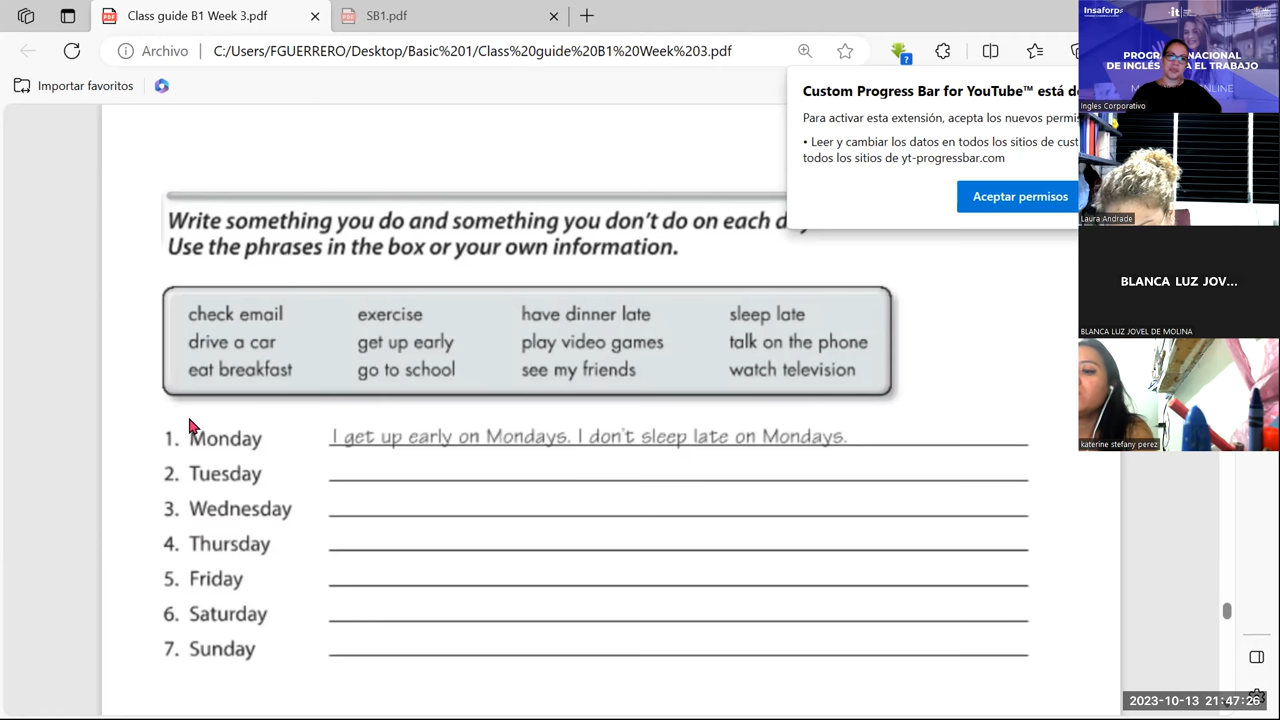 Class guide B1 Week 3.pdf
SB1.pdf
Archivo
C:/Users/FGUERRERO/Desktop/Basic%201/Class%20guide%20B1%20Week%203.pdf
Importar favoritos
Custom Progress Bar for YouTube™ está
Para activar esta extensión, acepta los nuevos
• Leer y cambiar los datos en todos los sitios de
todos los sitios de yt-progressbar.com
Aceptar permisos
Write something you do and something you don't do on each
Use the phrases in the box or your own information.
check email exercise have dinner late sleep late
drive a car get up early play video games talk on the phone
eat breakfast go to school see my friends watch television
1. Monday I get up early on Mondays. I don't sleep late on Mondays.
2. Tuesday
3. Wednesday
4. Thursday
5. Friday
6. Saturday
7. Sunday
Insaforp
DE INGLÉS EL TRABAJO
Ingles Corporativo
Laura Andrade
BLANCA LUZ JOV...
BLANCA LUZ JOVEL DE MOLINA
katerine stefany perez
2023-10-13 21:47:26